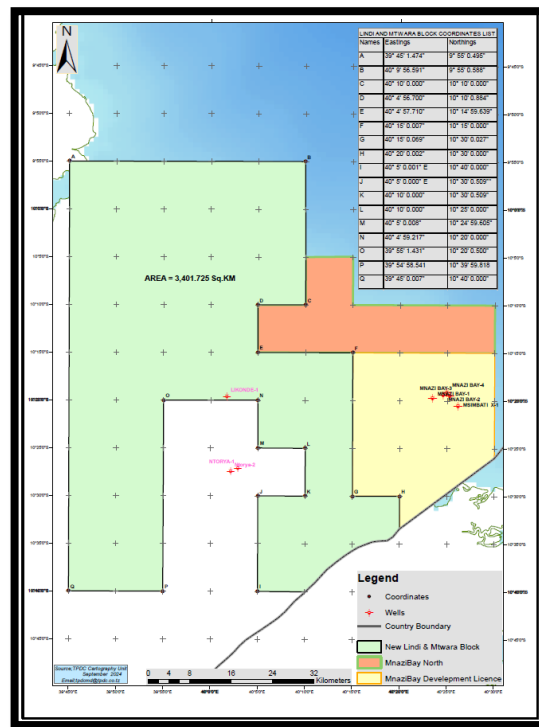 N
LINDI AND MTWARA BLOCK COORDINATES LIST
Names Eastings Northings
A 39° 45' 1.474" 9° 55' 0.495"
B 40° 9' 56.591" 9° 55' 0.588"
C 40° 10' 0.000" 10° 10' 0.000"
D 40° 4' 56.700" 10° 10' 0.864"
E 40° 4' 57.710" 10° 14' 59.639"
F 40° 15' 0.007" 10° 15' 0.000"
G 40° 15' 0.069" 10° 30' 0.027"
H 40° 20' 0.002" 10° 30' 0.000"
I 40° 5' 0.001" E 10° 40' 0.000"
J 40° 5' 0.000" E 10° 30' 0.509""
K 40° 10' 0.000" 10° 30' 0.509"
L 40° 10' 0.000" 10° 25' 0.000"
M 40° 5' 0.006" 10° 24' 59.605"
N 40° 4' 59.217" 10° 20' 0.000"
O 39° 55' 1.431" 10° 20' 0.500"
P 39° 54' 58.541 10° 39' 59.818
Q 39° 45' 0.007" 10° 40' 0.000"
A
B
AREA = 3,401.725 Sq.KM
D
C
E
F
LIKONDE-1
MNAZI BAY-4
MNAZI BAY-1
MNAZI BAY-2
MSIMBATI X-1
O
N
M
L
NTORYA-1
J
K
G
H
Q
P
I
Legend
Coordinates
Wells
Country Boundary
New Lindi & Mtwara Block
MnaziBay North
MnaziBay Development Licence
Source;TPDC Cartography Unit
September 2024
0 4 8 16 24 32
Kilometers